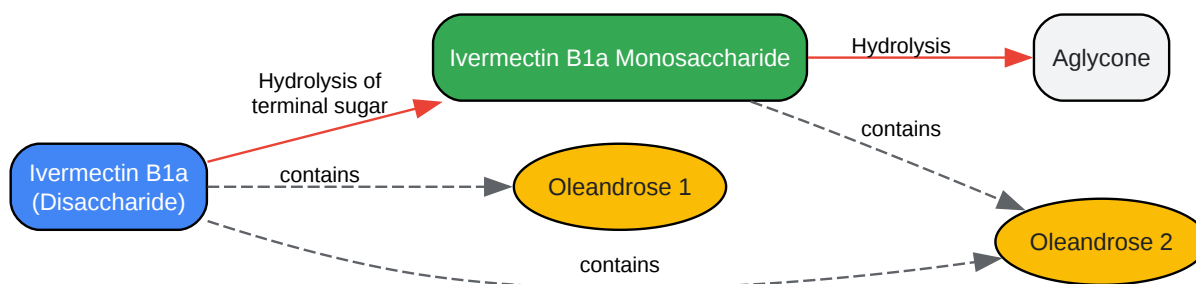 Ivermectin B1a Monosaccharide
Hydrolysis
Aglycone
Hydrolysis of
terminal sugar
contains
Ivermectin B1a
(Disaccharide)
contains
Oleandrose 1
Oleandrose 2
contains